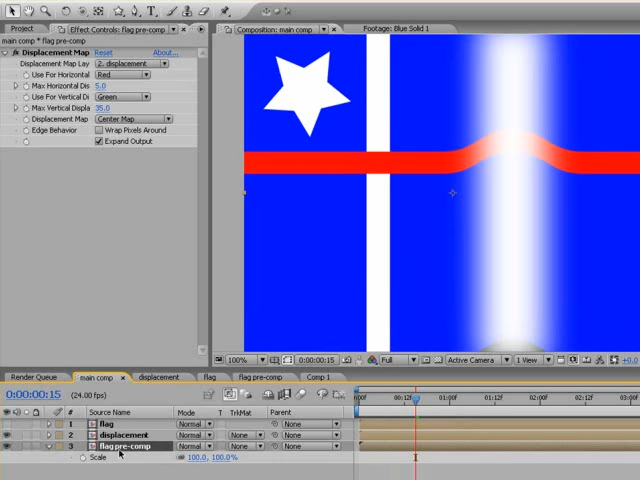 Project
Effect Controls: flag pre-comp
Composition: main comp
Footage: Blue Solid 1
main comp * flag pre-comp
Displacement Map Reset About...
Displacement Map Lay 2. displacement
Use For Horizontal Red
Max Horizontal Dis 5.0
Use For Vertical Di Green
Max Vertical Displa 35.0
Displacement Map Center Map
Edge Behavior Wrap Pixels Around
Expand Output
100% 0:00:00:15 Full Active Camera 1 View +0.0
Render Queue main comp displacement flag flag pre-comp Comp 1
0:00:00:15 (24.00 fps)
:00f 00:12f 01:00f 01:12f 02:00f 02:12f 03:00f
# Source Name Mode T TrkMat Parent
1 flag Normal None
2 displacement Normal None None
3 flag pre-comp Normal None None
Scale 100.0, 100.0%